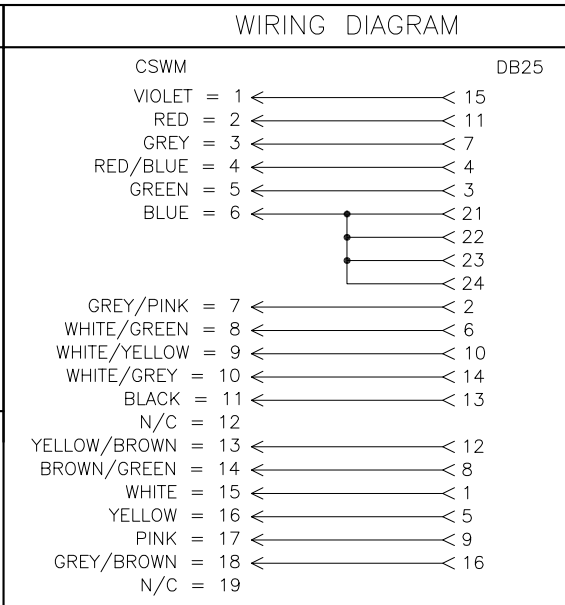 WIRING DIAGRAM
CSWM DB25
VIOLET = 1 15
RED = 2 11
GREY = 3 7
RED/BLUE = 4 4
GREEN = 5 3
BLUE = 6 21
22
23
24
GREY/PINK = 7 2
WHITE/GREEN = 8 6
WHITE/YELLOW = 9 10
WHITE/GREY = 10 14
BLACK = 11 13
N/C = 12
YELLOW/BROWN = 13 12
BROWN/GREEN = 14 8
WHITE = 15 1
YELLOW = 16 5
PINK = 17 9
GREY/BROWN = 18 16
N/C = 19